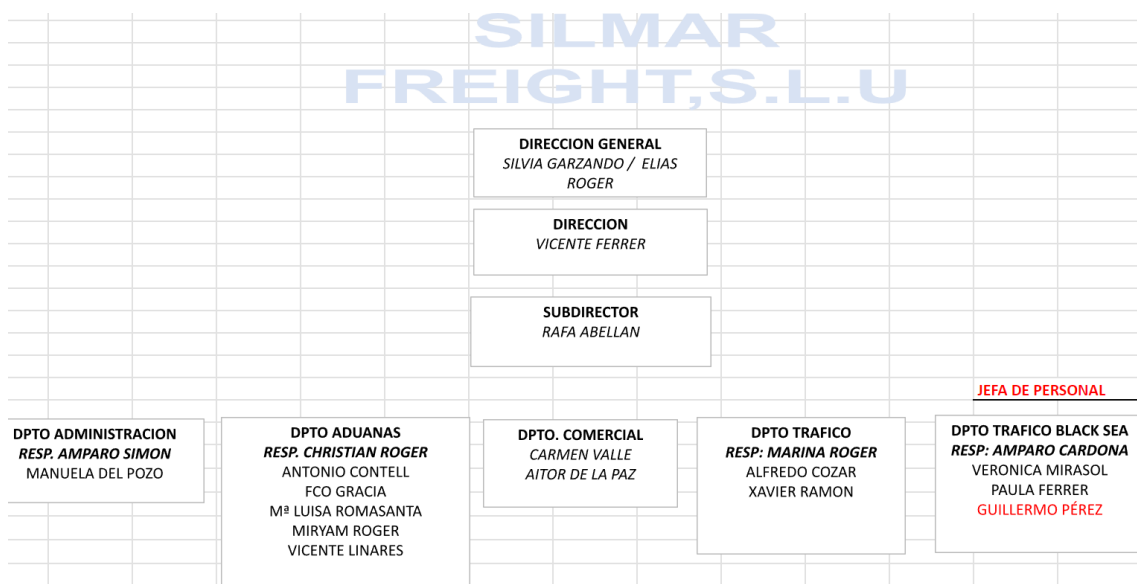 SILMAR
FREIGHT,S.L.U
DIRECCION GENERAL
SILVIA GARZANDO / ELIAS
ROGER
DIRECCION
VICENTE FERRER
SUBDIRECTOR
RAFA ABELLAN
JEFA DE PERSONAL
DPTO ADMINISTRACION
RESP. AMPARO SIMON
MANUELA DEL POZO
DPTO ADUANAS
RESP. CHRISTIAN ROGER
ANTONIO CONTELL
FCO GRACIA
Mª LUISA ROMASANTA
MIRYAM ROGER
VICENTE LINARES
DPTO. COMERCIAL
CARMEN VALLE
AITOR DE LA PAZ
DPTO TRAFICO
RESP: MARINA ROGER
ALFREDO COZAR
XAVIER RAMON
DPTO TRAFICO BLACK SEA
RESP: AMPARO CARDONA
VERONICA MIRASOL
PAULA FERRER
GUILLERMO PÉREZ